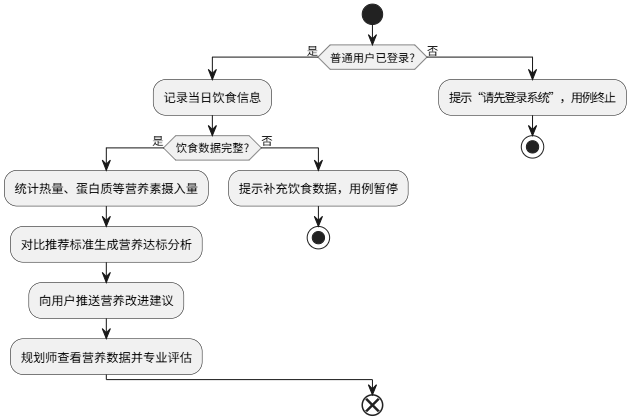 普通用户已登录?
是
否
记录当日饮食信息
提示“请先登录系统”，用例终止
饮食数据完整?
是
否
统计热量、蛋白质等营养素摄入量
提示补充饮食数据，用例暂停
对比推荐标准生成营养达标分析
向用户推送营养改进建议
规划师查看营养数据并专业评估